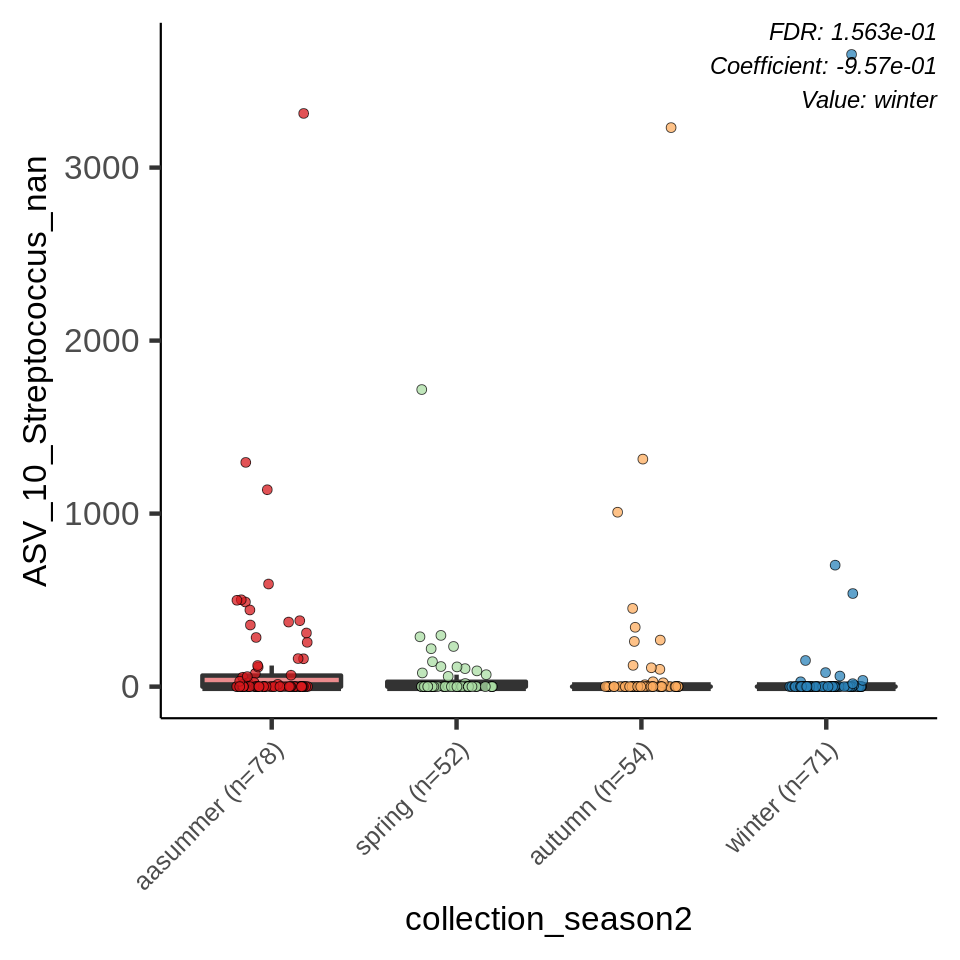 FDR: 1.563e-01
Coefficient: -9.57e-01
Value: winter
ASV_10_Streptococcus_nan
3000
2000
1000
0
aasummer (n=78)
spring (n=52)
autumn (n=54)
winter (n=71)
collection_season2